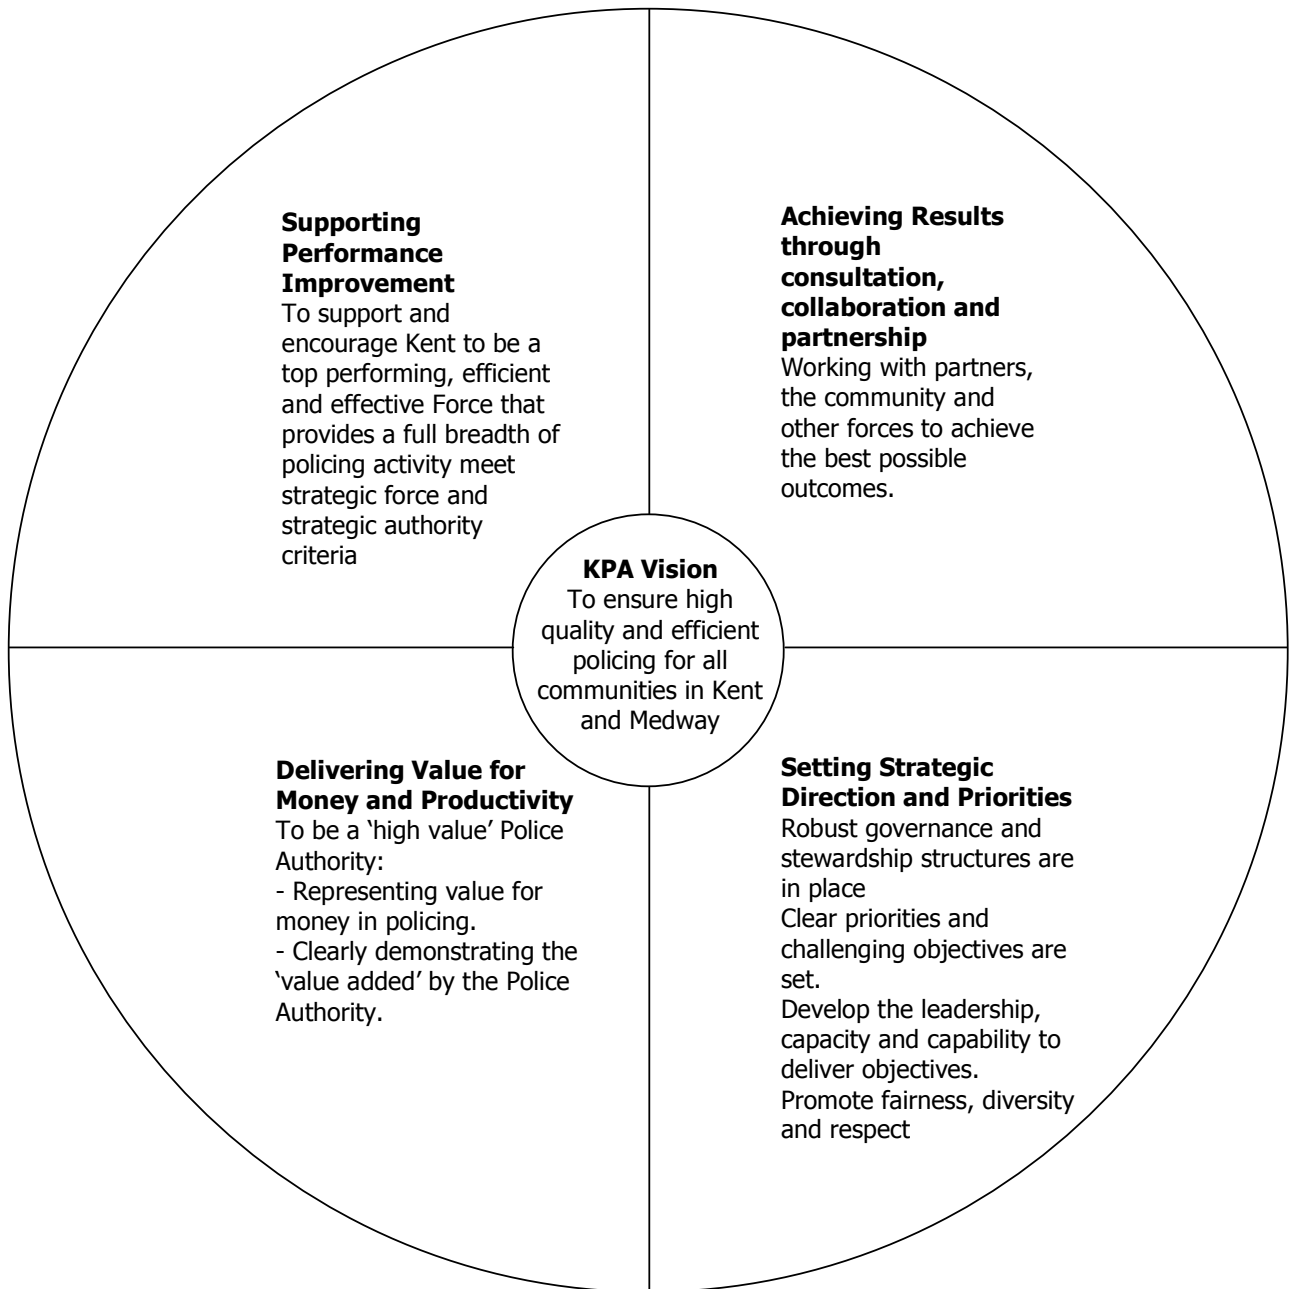 Supporting
Performance
Improvement
To support and
encourage Kent to be a
top performing, efficient
and effective Force that
provides a full breadth of
policing activity meet
strategic force and
strategic authority
criteria
Achieving Results
through
consultation,
collaboration and
partnership
Working with partners,
the community and
other forces to achieve
the best possible
outcomes.
KPA Vision
To ensure high
quality and efficient
policing for all
communities in Kent
and Medway
Delivering Value for
Money and Productivity
To be a ‘high value’ Police
Authority:
- Representing value for
money in policing.
- Clearly demonstrating the
‘value added’ by the Police
Authority.
Setting Strategic
Direction and Priorities
Robust governance and
stewardship structures are
in place
Clear priorities and
challenging objectives are
set.
Develop the leadership,
capacity and capability to
deliver objectives.
Promote fairness, diversity
and respect